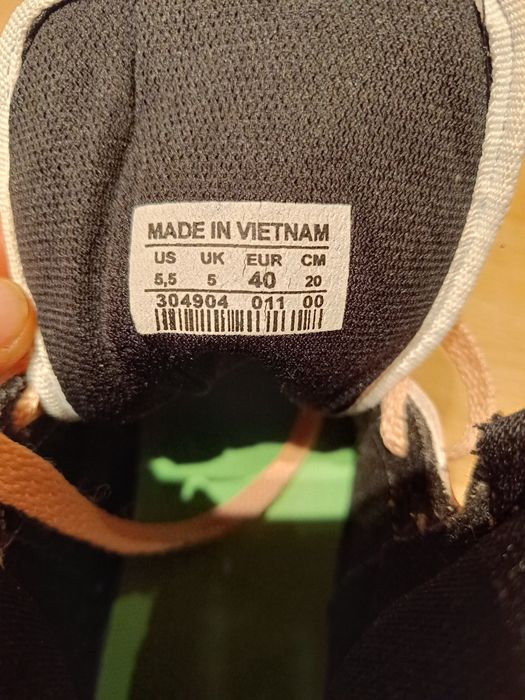 MADE IN VIETNAM
US UK EUR CM
5,5 5 40 20
304904 011 00